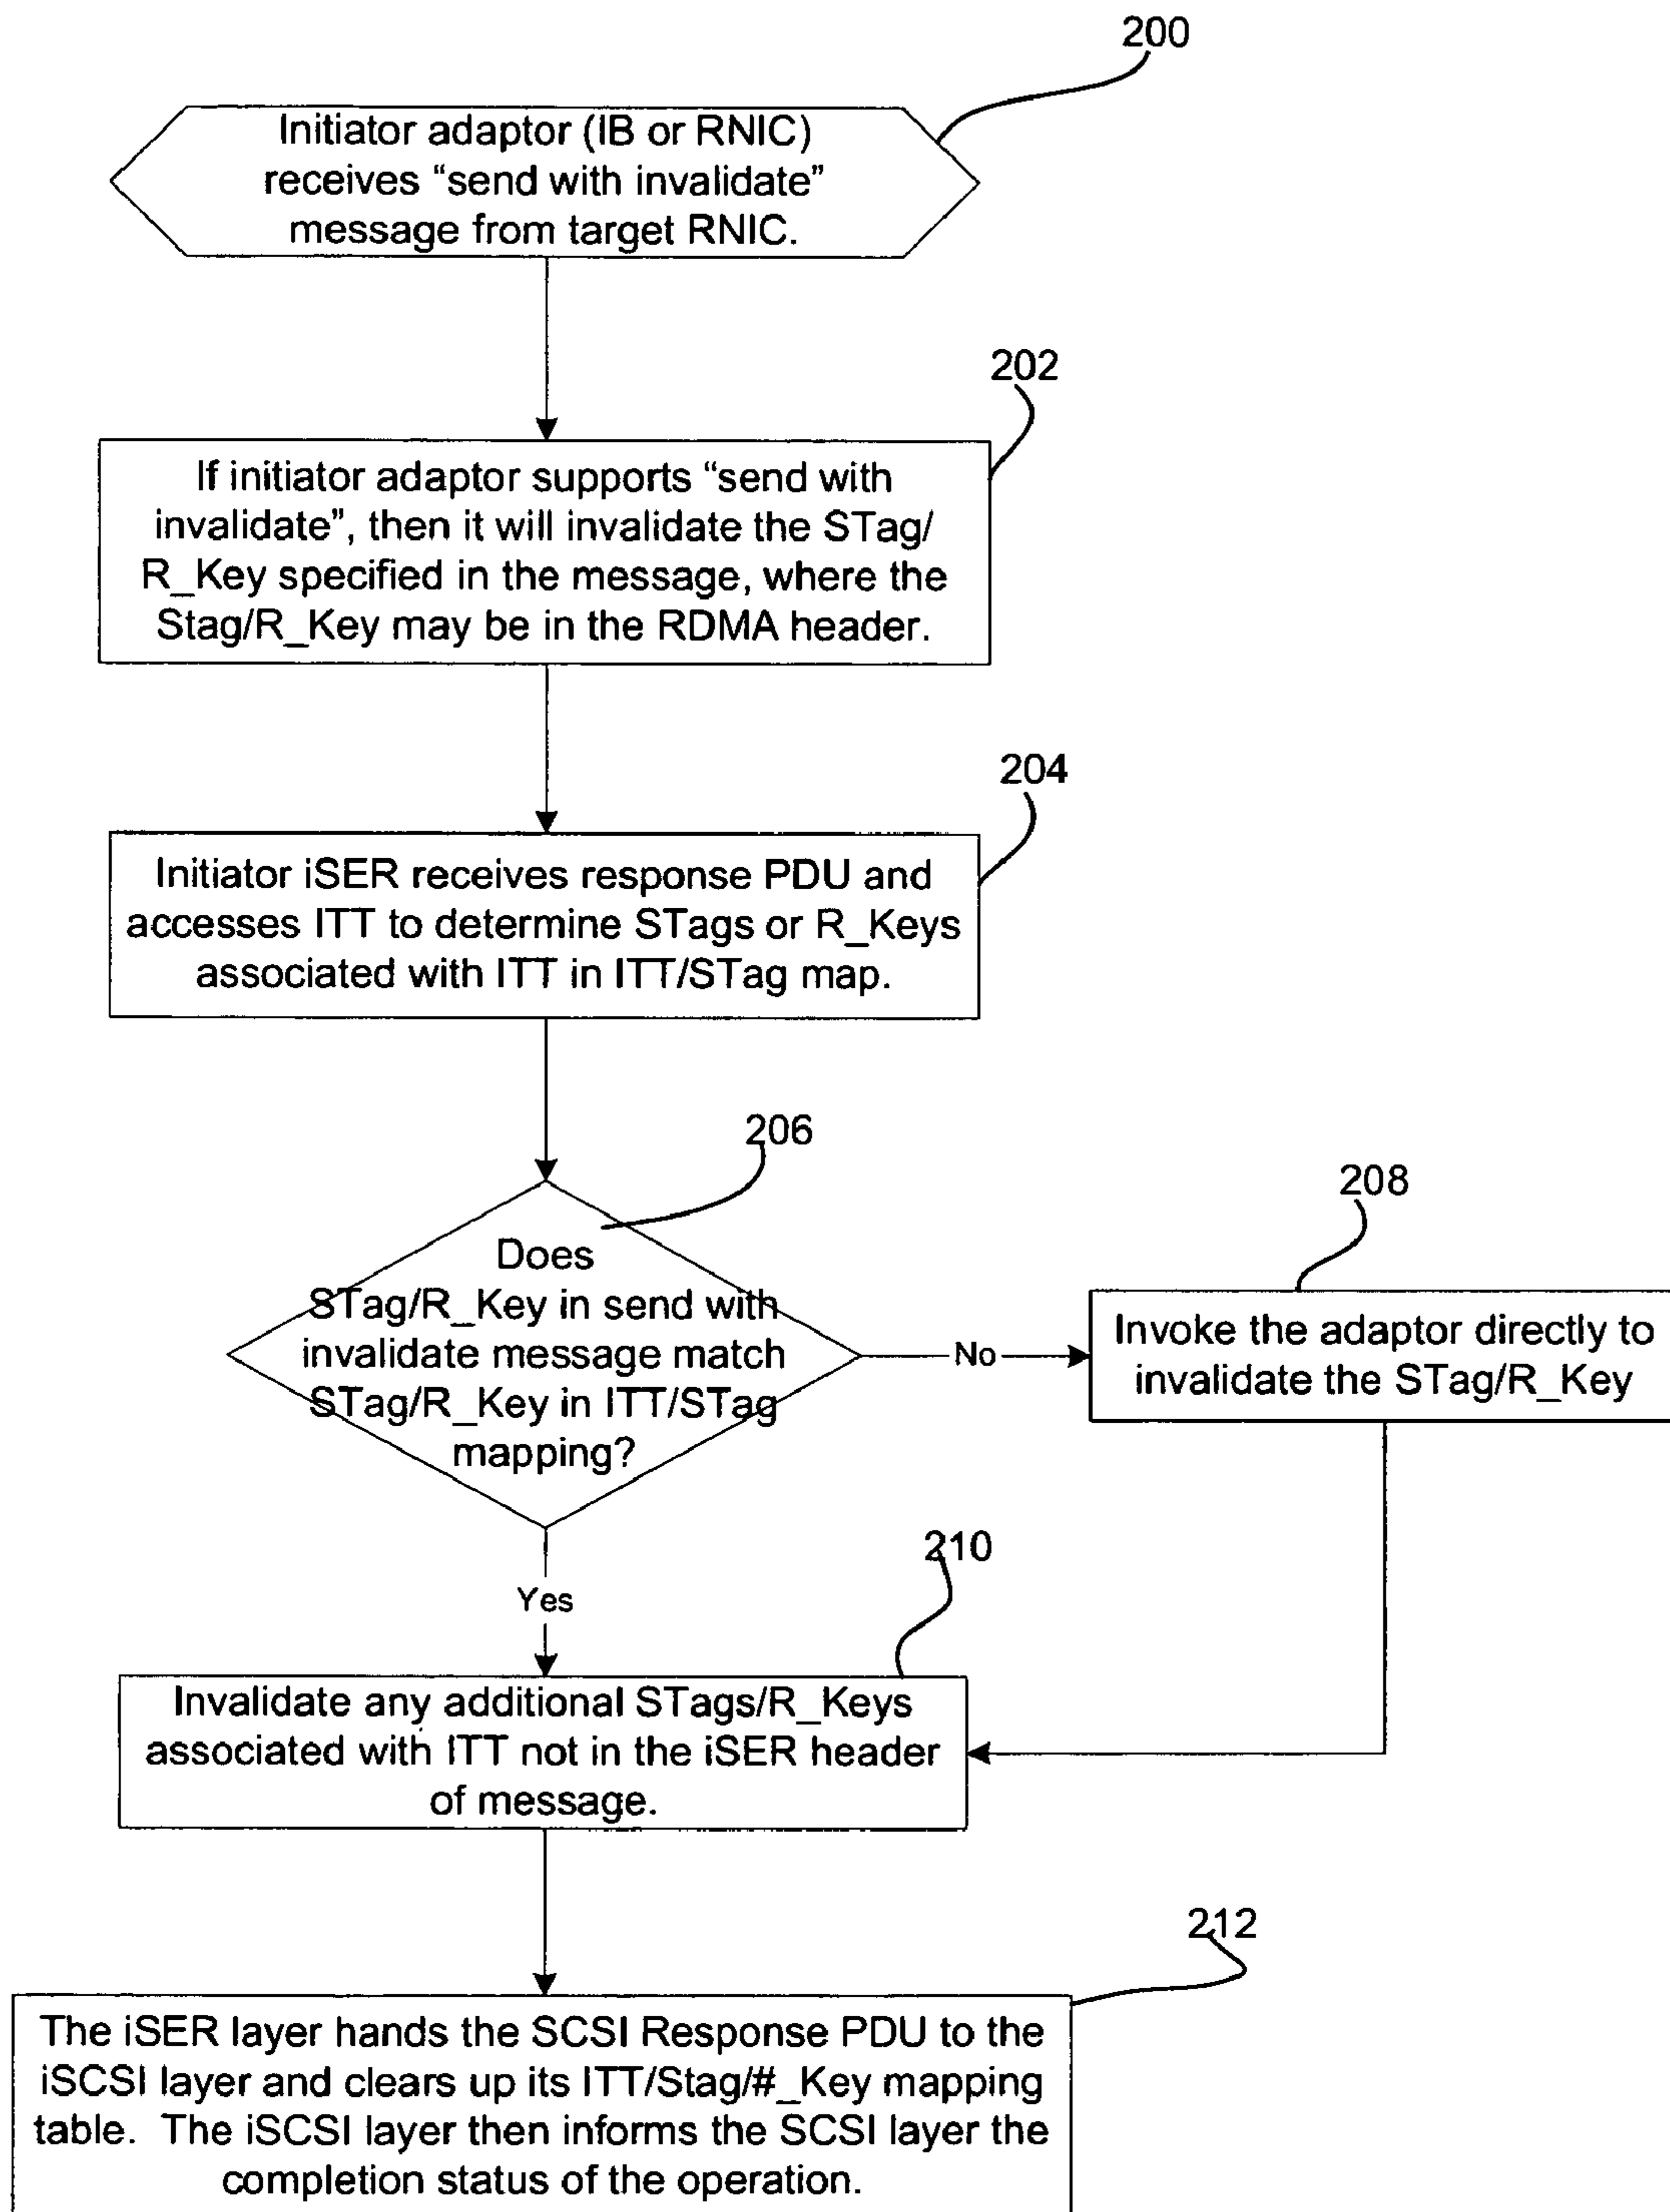 200
Initiator adaptor (IB or RNIC)
receives “send with invalidate”
message from target RNIC.
202
If initiator adaptor supports “send with
invalidate”, then it will invalidate the STag/
R_Key specified in the message, where the
Stag/R_Key may be in the RDMA header.
204
Initiator iSER receives response PDU and
accesses ITT to determine STags or R_Keys
associated with ITT in ITT/STag map.
206
Does
STag/R_Key in send with
invalidate message match
STag/R_Key in ITT/STag
mapping?
No
208
Invoke the adaptor directly to
invalidate the STag/R_Key
Yes
210
Invalidate any additional STags/R_Keys
associated with ITT not in the iSER header
of message.
212
The iSER layer hands the SCSI Response PDU to the
iSCSI layer and clears up its ITT/Stag/#_Key mapping
table.  The iSCSI layer then informs the SCSI layer the
completion status of the operation.